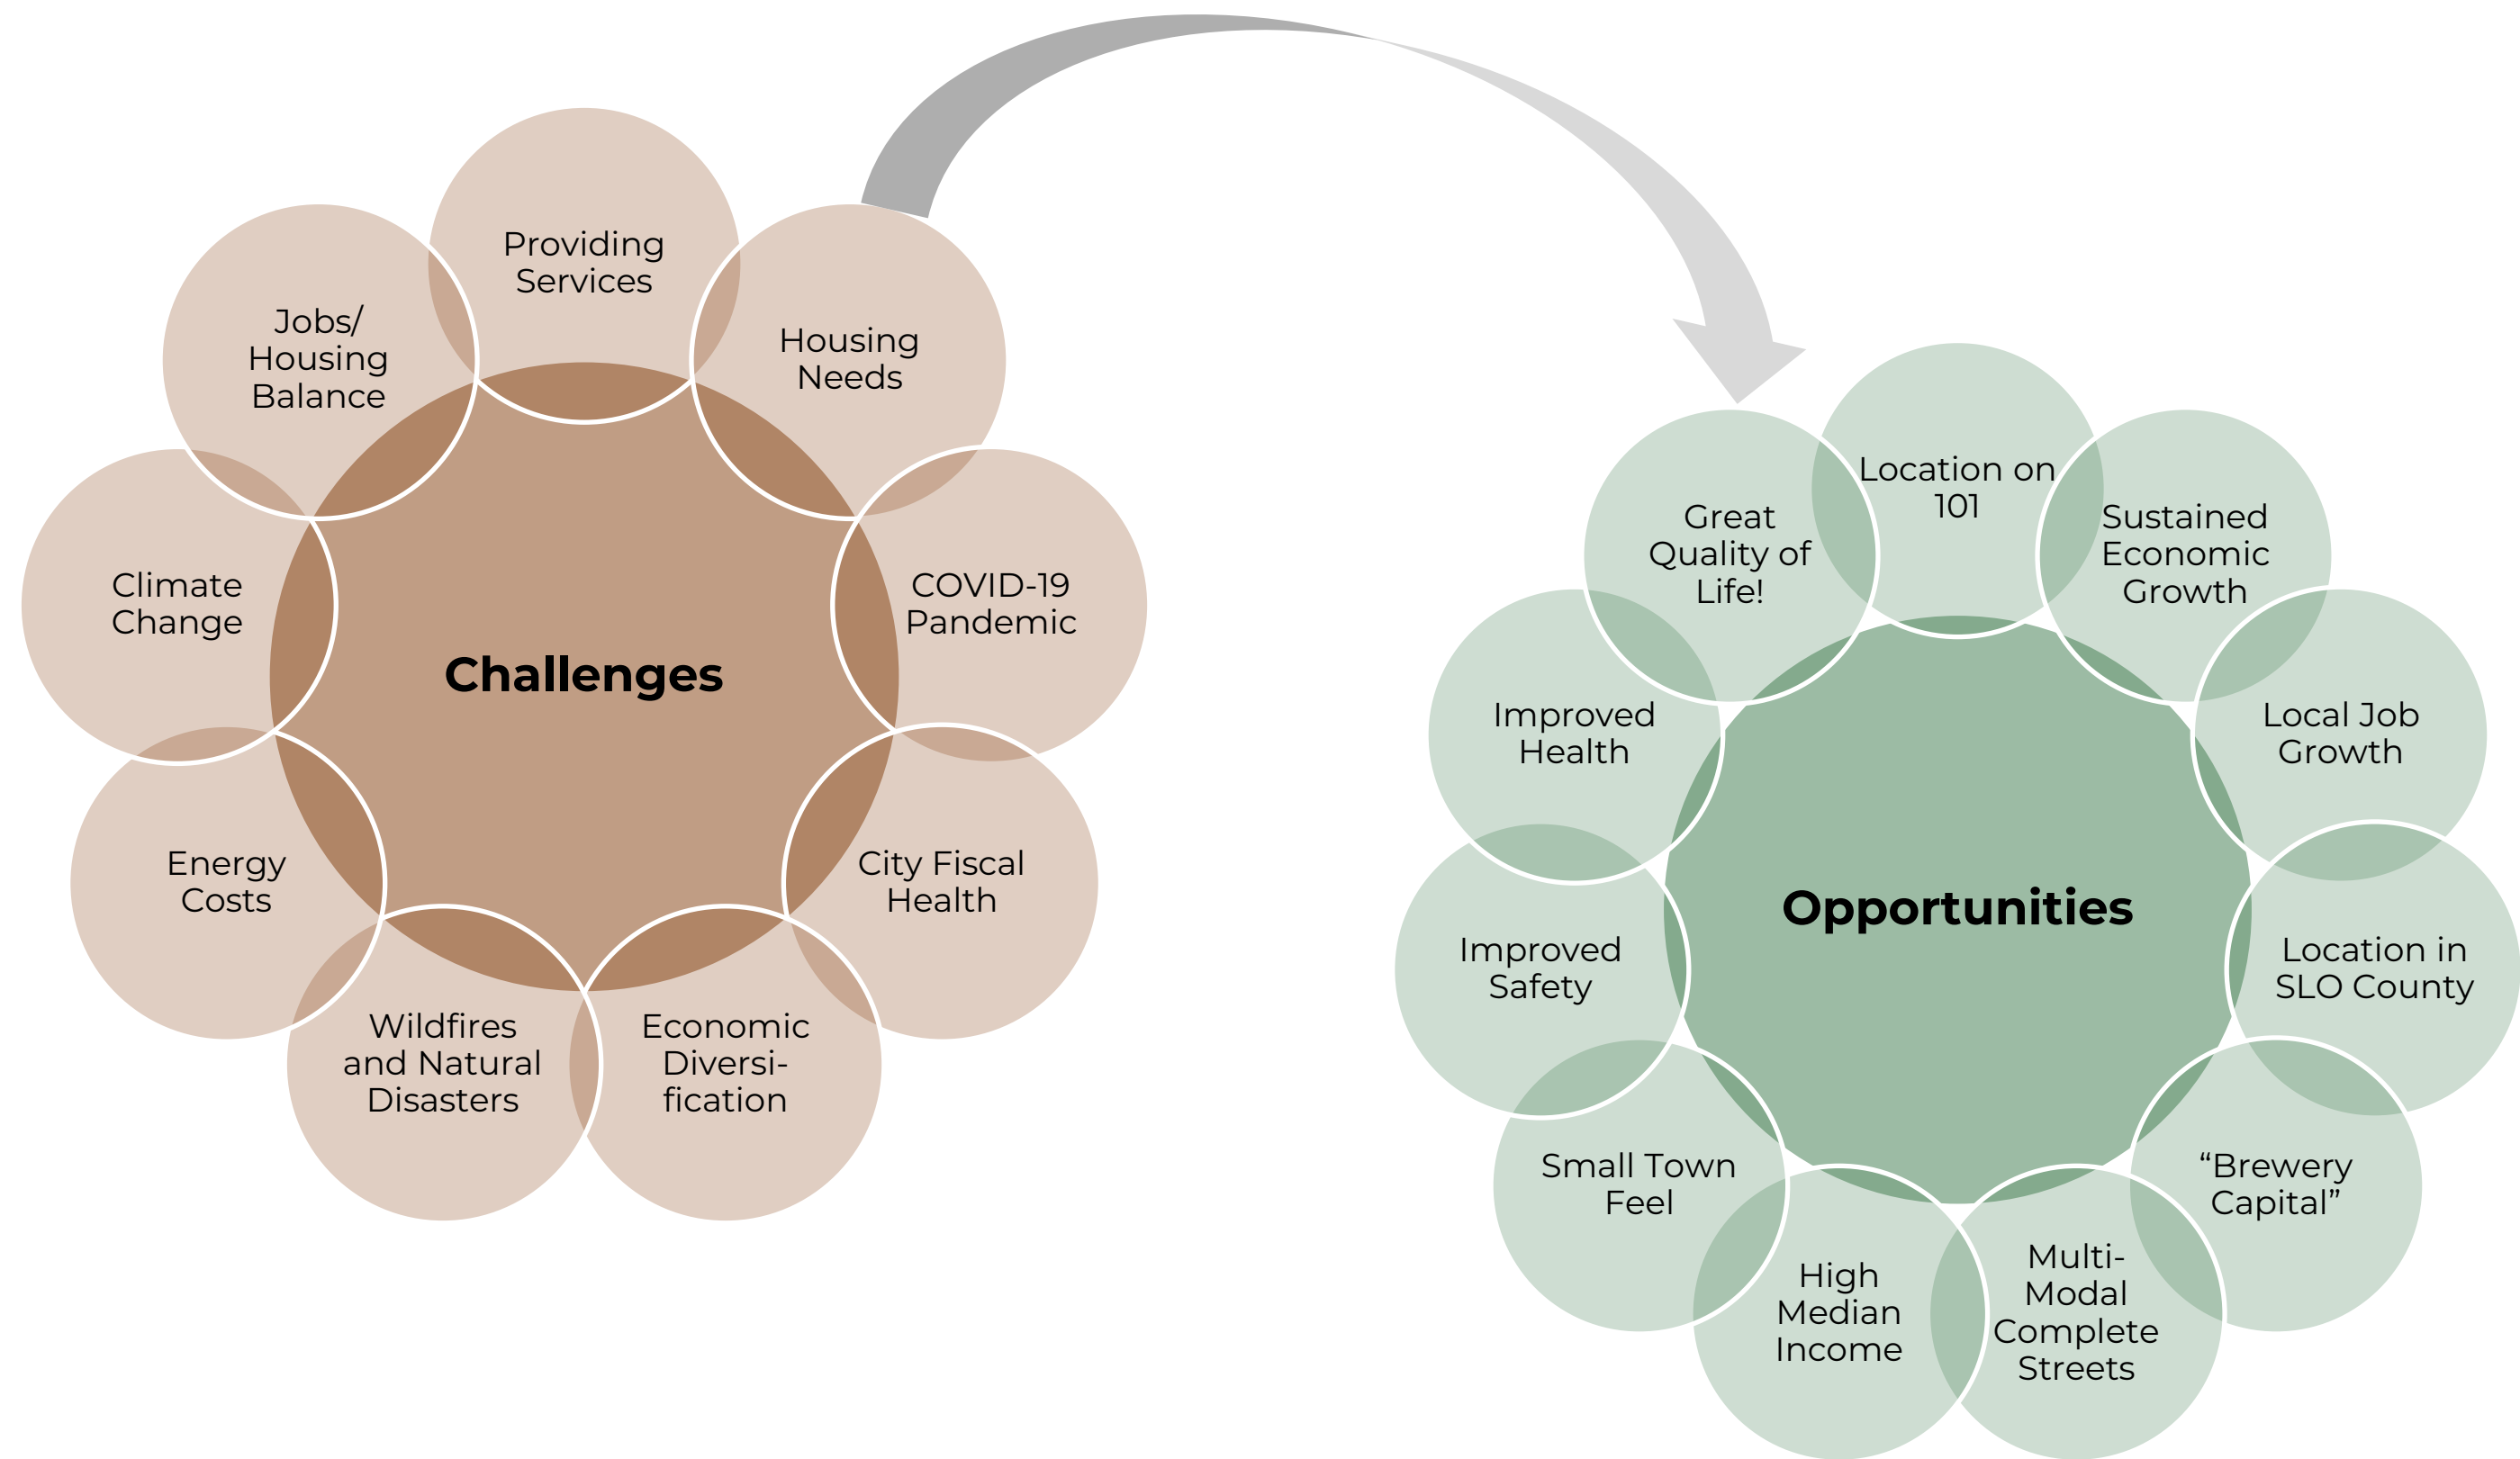 Challenges
Providing
Services
Housing
Needs
COVID-19
Pandemic
City Fiscal
Health
Economic
Diversi-
fication
Wildfires
and Natural
Disasters
Energy
Costs
Climate
Change
Jobs/
Housing
Balance
Opportunities
Location on
101
Sustained
Economic
Growth
Local Job
Growth
Location in
SLO County
“Brewery
Capital”
Multi-
Modal
Complete
Streets
High
Median
Income
Small Town
Feel
Improved
Safety
Improved
Health
Great
Quality of
Life!